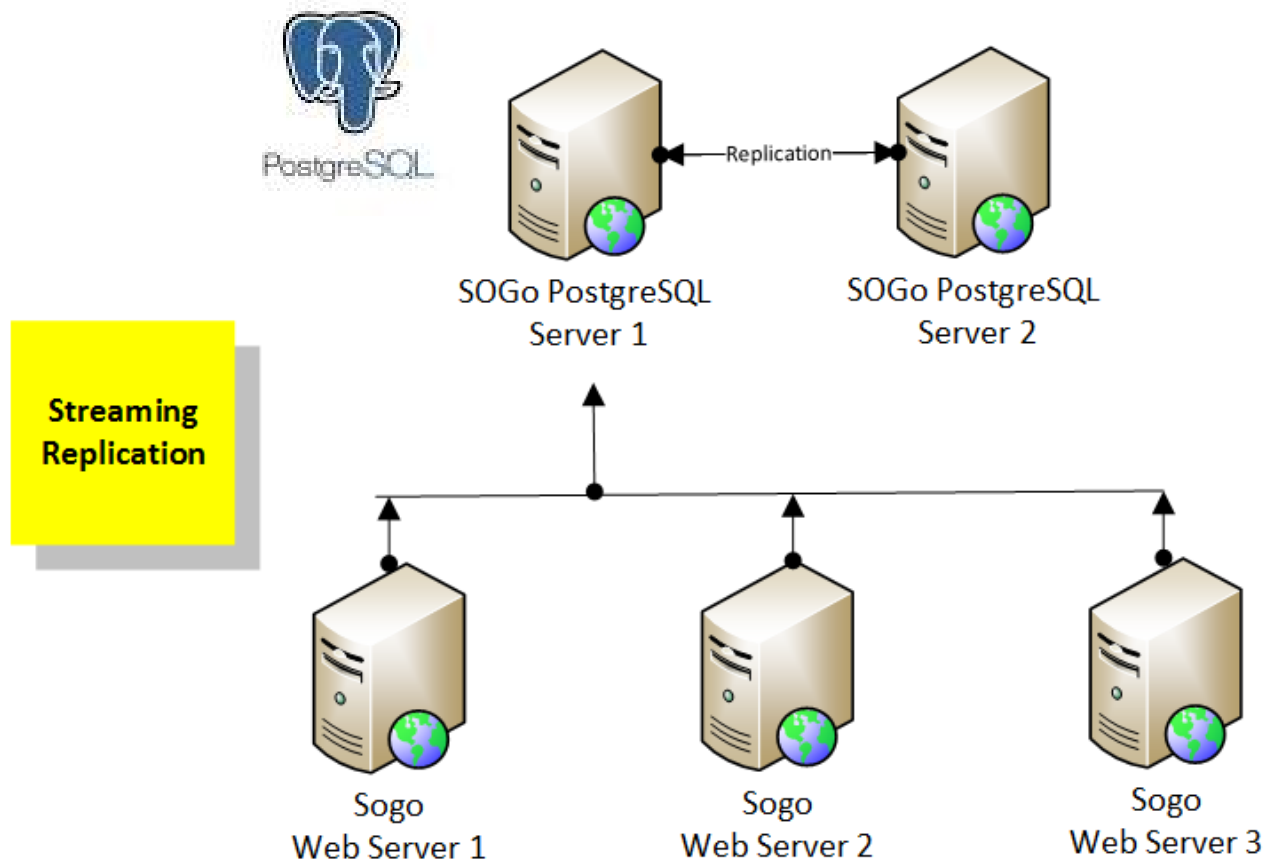 PostgreSQL
Replication
SOGo PostgreSQL
Server 1
SOGo PostgreSQL
Server 2
Streaming
Replication
Sogo
Web Server 1
Sogo
Web Server 2
Sogo
Web Server 3